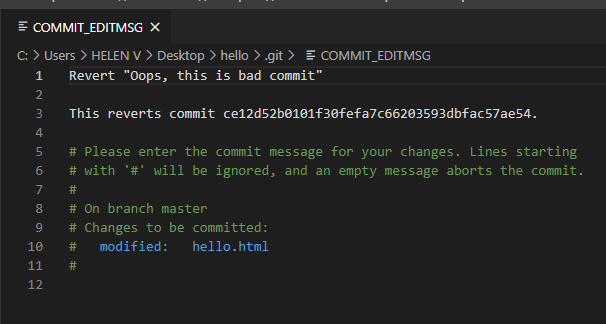 COMMIT_EDITMSG
C: > Users > HELEN V > Desktop > hello > .git > COMMIT_EDITMSG
1 Revert "Oops, this is bad commit"
2
3 This reverts commit ce12d52b0101f30fefa7c66203593dbfac57ae54.
4
5 # Please enter the commit message for your changes. Lines starting
6 # with '#' will be ignored, and an empty message aborts the commit.
7 #
8 # On branch master
9 # Changes to be committed:
10 #   modified:   hello.html
11 #
12